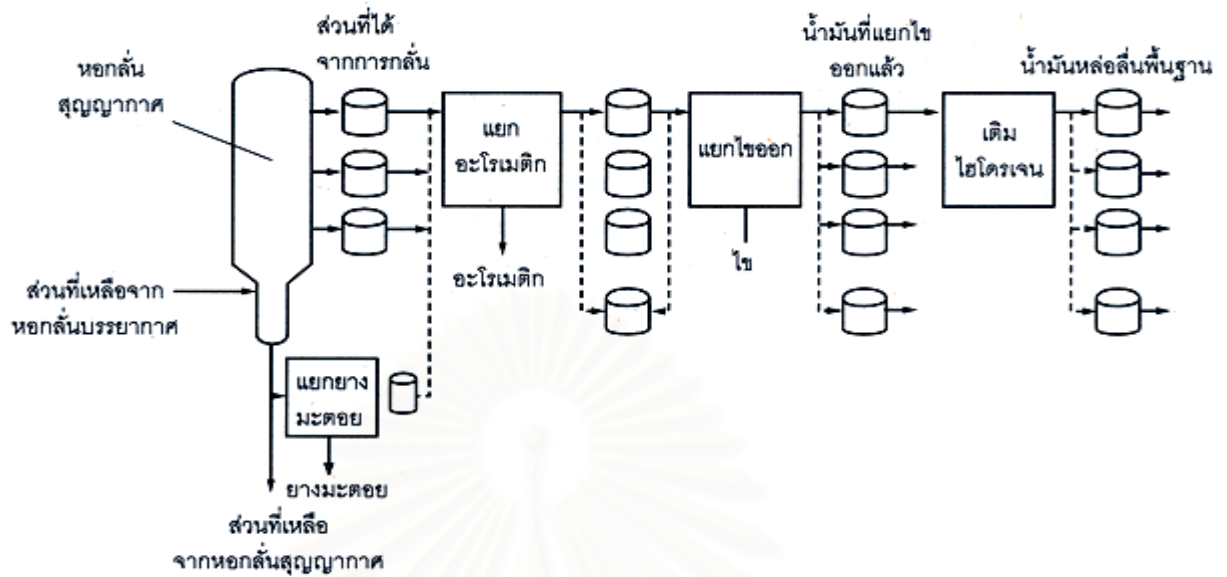 ส่วนที่ได้
จากการกลั่น
น้ำมันที่แยกไข
ออกแล้ว
น้ำมันหล่อลื่นพื้นฐาน
หอกลั่น
สุญญากาศ
แยก
อะโรเมติก
แยกไขออก
เติม
ไฮโดรเจน
อะโรเมติก
ไข
ส่วนที่เหลือจาก
หอกลั่นบรรยากาศ
แยกยาง
มะตอย
ยางมะตอย
ส่วนที่เหลือ
จากหอกลั่นสุญญากาศ